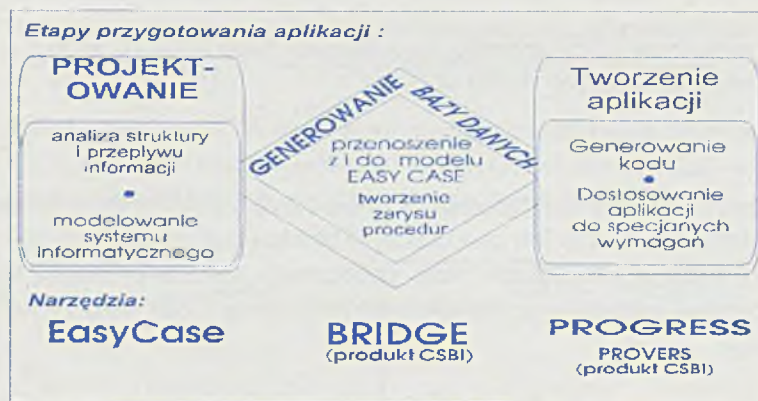 Etapy przygotowania aplikacji :
PROJEKT-
OWANIE
analiza struktury
i przepływu
informacji
•
modelowanie
systemu
informatycznego
GENEROWANIE
BAZY DANYCH
przenoszenie
z i do modelu
EASY CASE
tworzenie
zarysu
procedur
Tworzenie
aplikacji
Generowanie
kodu
•
Dostosowanie
aplikacji
do specjanych
wymagań
Narzędzia:
EasyCase
BRIDGE
(produkt CSBI)
PROGRESS
PROVERS
(produkt CSBI)